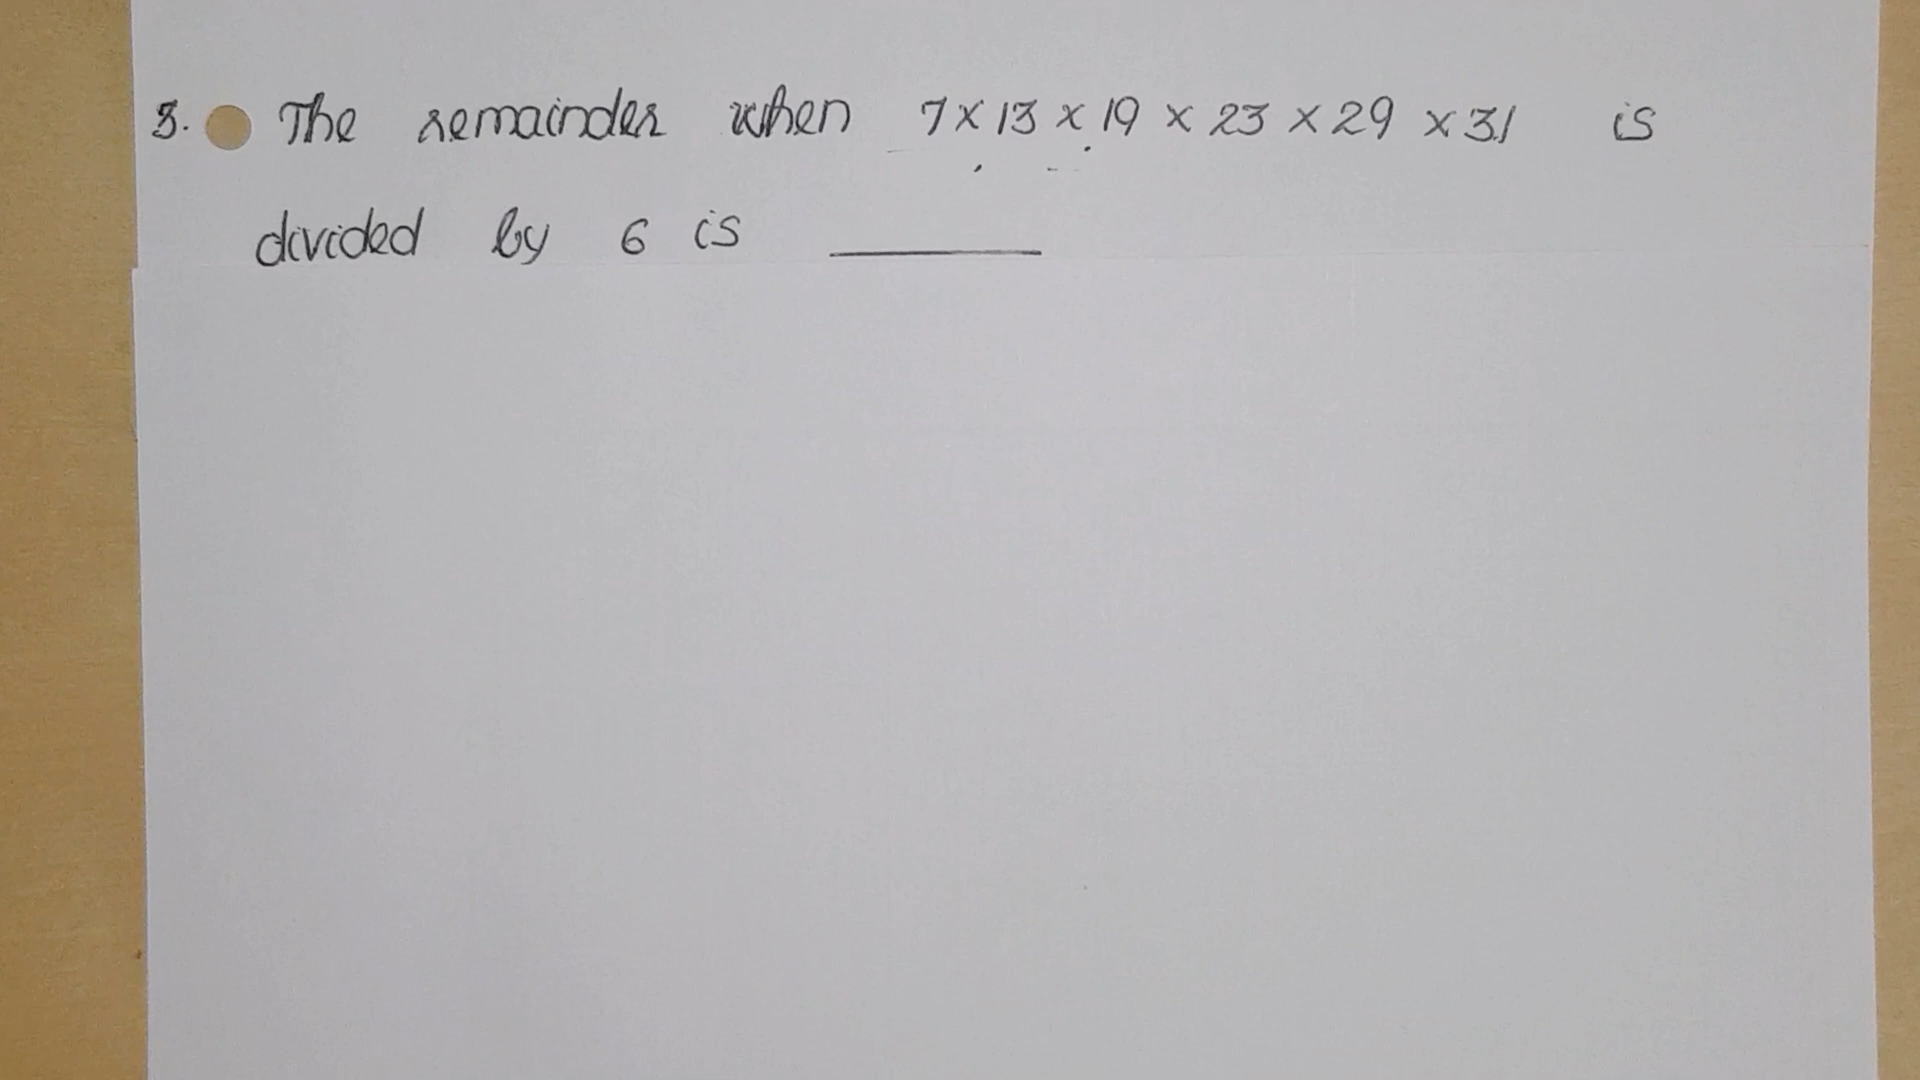 3. The remainder when 7 × 13 × 19 × 23 × 29 × 31 is
divided by 6 is ______